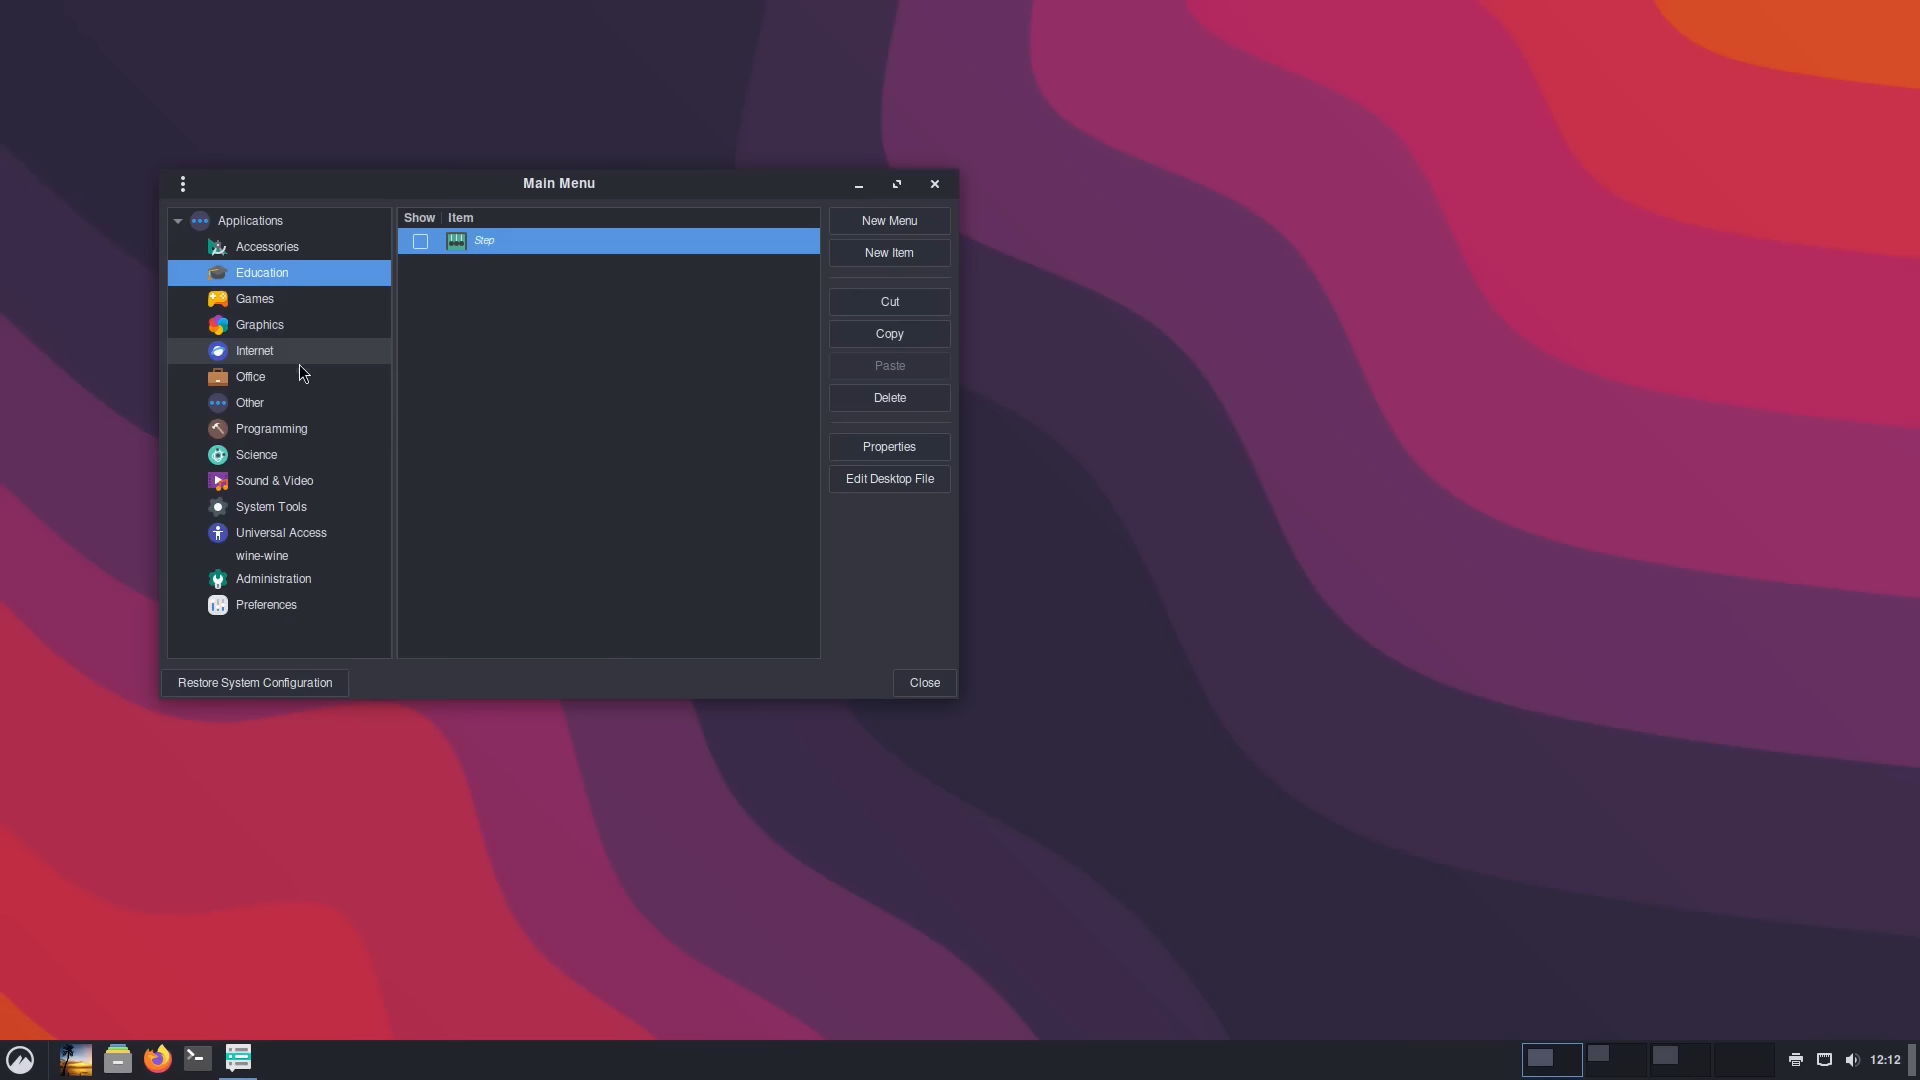 Main Menu
Applications
Accessories
Education
Games
Graphics
Internet
Office
Other
Programming
Science
Sound & Video
System Tools
Universal Access
wine-wine
Administration
Preferences
Show Item
Step
New Menu
New Item
Cut
Copy
Paste
Delete
Properties
Edit Desktop File
Restore System Configuration
Close
12:12